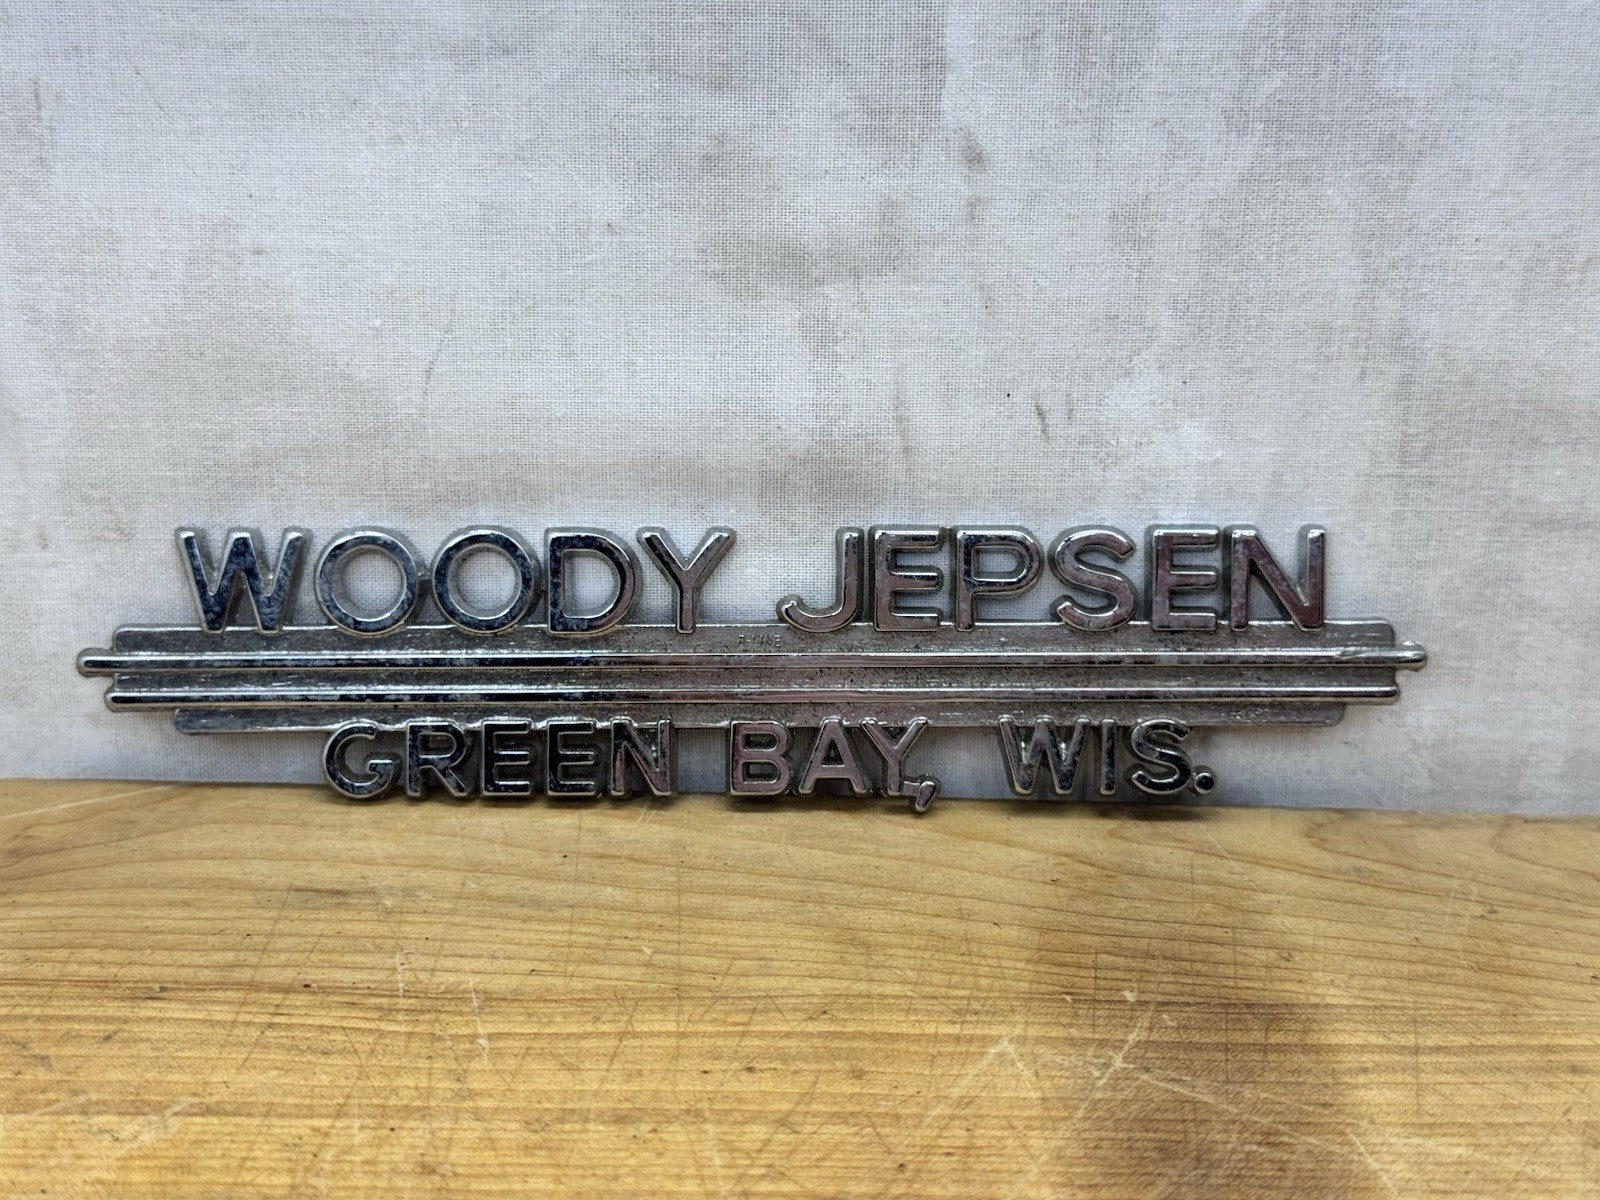 WOODY JEPSEN
GREEN BAY, WIS.